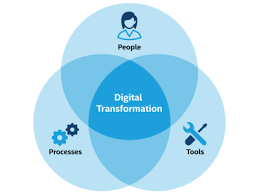 People
Digital
Transformation
Processes
Tools